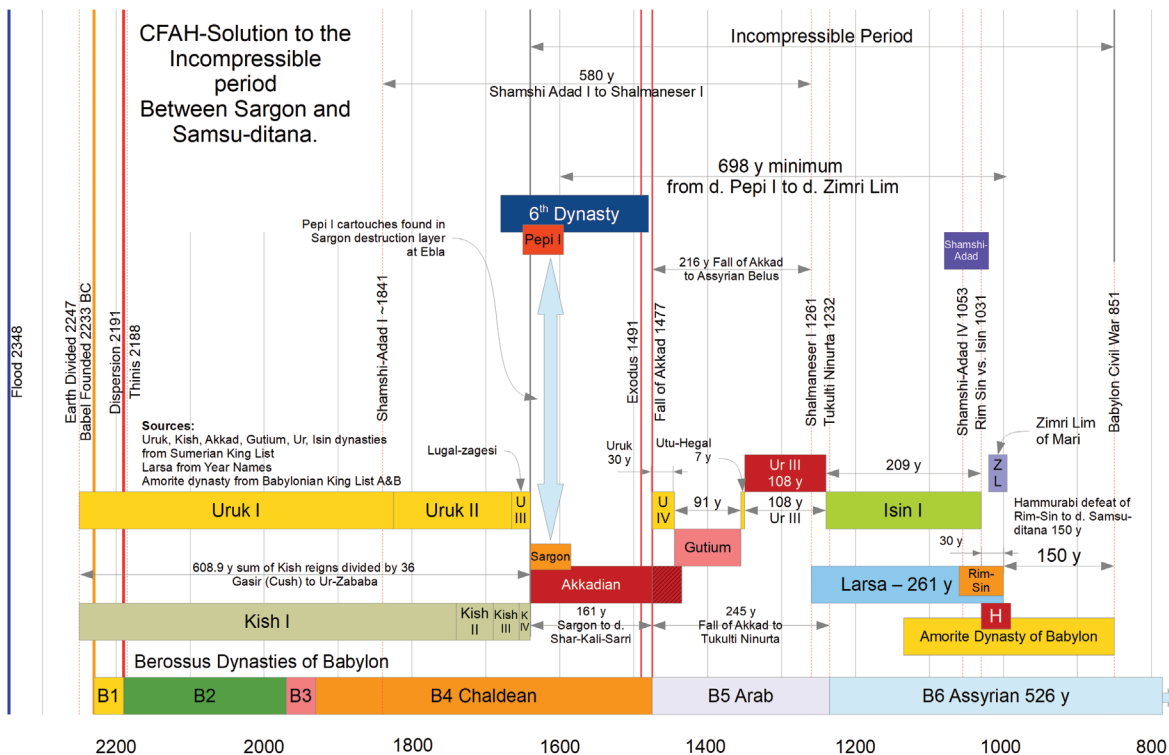 CFAH-Solution to the
Incompressible
period
Between Sargon and
Samsu-ditana.
Incompressible Period
580 y
Shamshi Adad I to Shalmaneser I
698 y minimum
from d. Pepi I to d. Zimri Lim
6th Dynasty
Pepi I
Pepi I cartouches found in
Sargon destruction layer
at Ebla
Shamshi-
Adad
216 y Fall of Akkad
to Assyrian Belus
Flood 2348
Earth Divided 2247
Babel Founded 2233 BC
Dispersion 2191
Thinis 2188
Shamshi-Adad I ~1841
Exodus 1491
Fall of Akkad 1477
Shalmaneser I 1261
Tukulti Ninurta 1232
Shamshi-Adad IV 1053
Rim Sin vs. Isin 1031
Babylon Civil War 851
Sources:
Uruk, Kish, Akkad, Gutium, Ur, Isin dynasties
from Sumerian King List
Larsa from Year Names
Amorite dynasty from Babylonian King List A&B
Lugal-zagesi
Uruk
30 y
Utu-Hegal
7 y
Zimri Lim
of Mari
Uruk I
Uruk II
U
III
U
IV
91 y
Ur III
108 y
108 y
Ur III
209 y
Isin I
Z
L
Hammurabi defeat of
Rim-Sin to d. Samsu-
ditana 150 y
30 y
150 y
Gutium
Sargon
Akkadian
608.9 y sum of Kish reigns divided by 36
Gasir (Cush) to Ur-Zababa
Larsa – 261 y
Rim-
Sin
Kish I
Kish
II
Kish
III
K
IV
161 y
Sargon to d.
Shar-Kali-Sarri
245 y
Fall of Akkad to
Tukulti Ninurta
H
Amorite Dynasty of Babylon
Berossus Dynasties of Babylon
B1
B2
B3
B4 Chaldean
B5 Arab
B6 Assyrian 526 y
2200
2000
1800
1600
1400
1200
1000
800